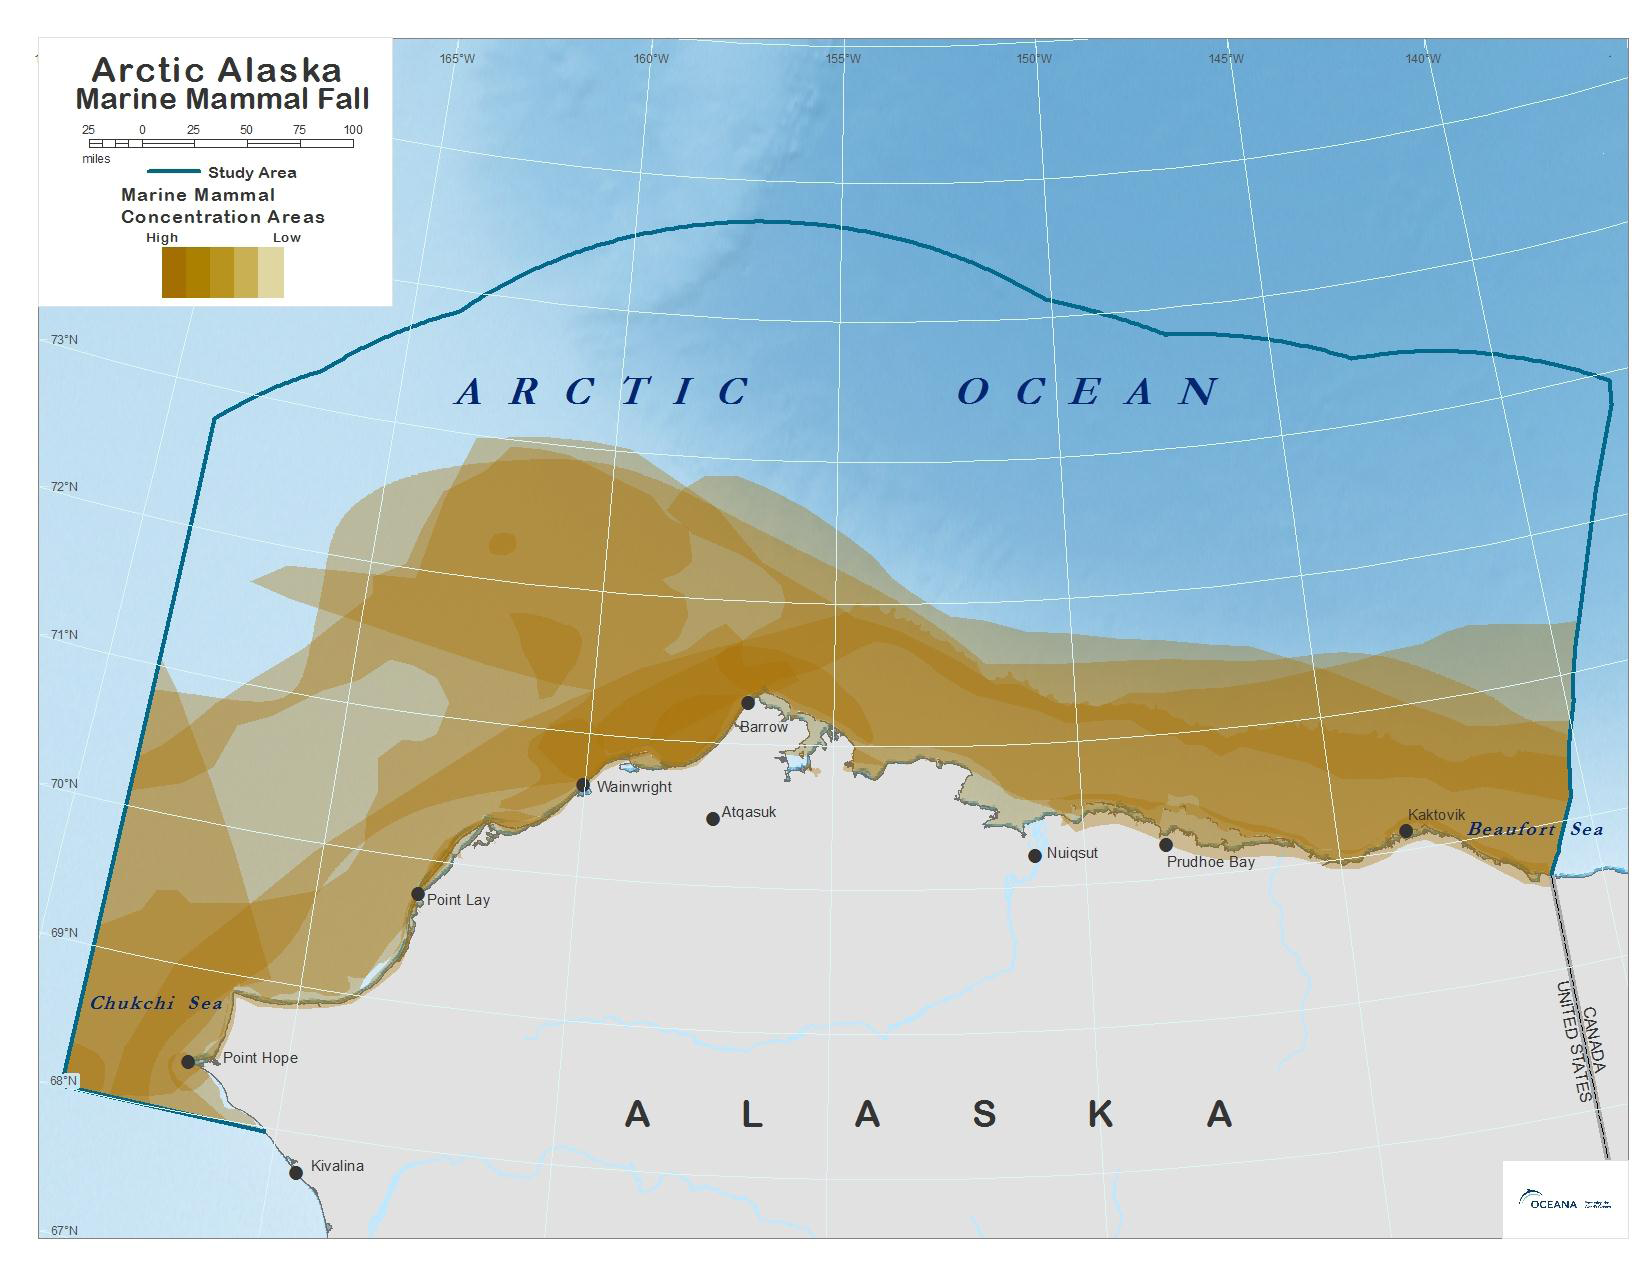 165°W 160°W 155°W 150°W 145°W 140°W
Arctic Alaska
Marine Mammal Fall
25 0 25 50 75 100
miles
Study Area
Marine Mammal
Concentration Areas
High Low
73°N
ARCTIC OCEAN
72°N
71°N
Barrow
70°N
Wainwright
Atqasuk
Kaktovik
Beaufort Sea
Nuiqsut
Prudhoe Bay
Point Lay
69°N
Chukchi Sea
CANADA
UNITED STATES
Point Hope
68°N
ALASKA
Kivalina
OCEANA
67°N